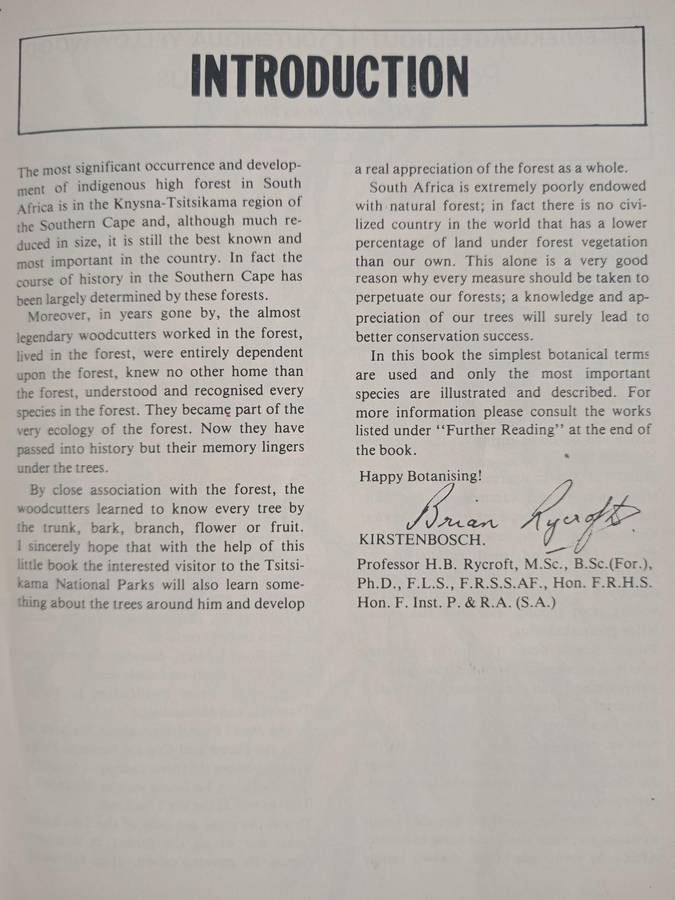 INTRODUCTION
The most significant occurrence and develop-
ment of indigenous high forest in South
Africa is in the Knysna-Tsitsikama region of
the Southern Cape and, although much re-
duced in size, it is still the best known and
most important in the country. In fact the
course of history in the Southern Cape has
been largely determined by these forests.
Moreover, in years gone by, the almost
legendary woodcutters worked in the forest,
lived in the forest, were entirely dependent
upon the forest, knew no other home than
the forest, understood and recognised every
species in the forest. They became part of the
very ecology of the forest. Now they have
passed into history but their memory lingers
under the trees.
By close association with the forest, the
woodcutters learned to know every tree by
the trunk, bark, branch, flower or fruit.
I sincerely hope that with the help of this
little book the interested visitor to the Tsitsi-
kama National Parks will also learn some-
thing about the trees around him and develop
a real appreciation of the forest as a whole.
South Africa is extremely poorly endowed
with natural forest; in fact there is no civi-
lized country in the world that has a lower
percentage of land under forest vegetation
than our own. This alone is a very good
reason why every measure should be taken to
perpetuate our forests; a knowledge and ap-
preciation of our trees will surely lead to
better conservation success.
In this book the simplest botanical terms
are used and only the most important
species are illustrated and described. For
more information please consult the works
listed under "Further Reading" at the end of
the book.
Happy Botanising!
Brian Rycroft.
KIRSTENBOSCH.
Professor H.B. Rycroft, M.Sc., B.Sc.(For.),
Ph.D., F.L.S., F.R.S.S.AF., Hon. F.R.H.S.
Hon. F. Inst. P. & R.A. (S.A.)